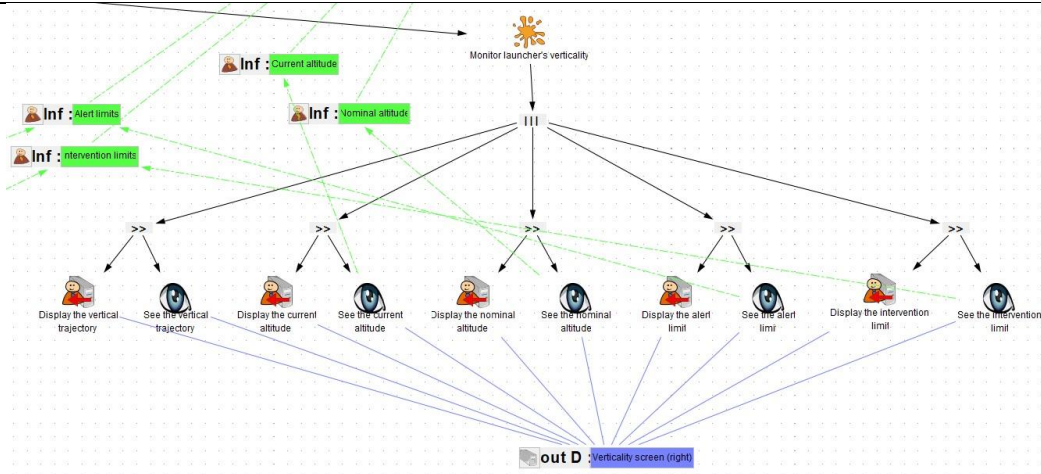 Monitor launcher's verticality
Inf : Current altitude
Inf : Alert limits
Inf : Nominal altitude
|||
Inf : ntervention limits
>> >> >> >> >>
Display the vertical
trajectory
See the vertical
trajectory
Display the current
altitude
See the current
altitude
Display the nominal
altitude
See the nominal
altitude
Display the alert
limit
See the alert
limit
Display the intervention
limit
See the intervention
limit
out D : Verticality screen (right)